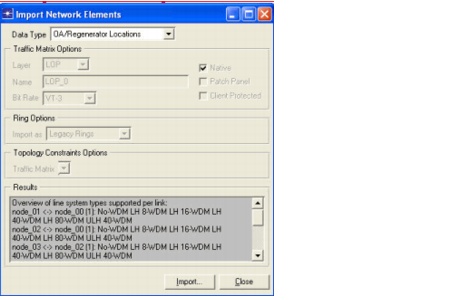 Import Network Elements
Data Type OA/Regenerator Locations
Traffic Matrix Options
Layer LOP
Native
Name LOP_0
Patch Panel
Bit Rate VT-3
Client Protected
Ring Options
Import as Legacy Rings
Topology Constraints Options
Traffic Matrix
Results
Overview of line system types supported per link:
node_01 <-> node_00 (1): No-WDM LH 8-WDM LH 16-WDM LH
40-WDM LH 80-WDM ULH 40-WDM
node_02 <-> node_00 (1): No-WDM LH 8-WDM LH 16-WDM LH
40-WDM LH 80-WDM ULH 40-WDM
node_03 <-> node_02 (1): No-WDM LH 8-WDM LH 16-WDM LH
40-WDM LH 80-WDM ULH 40-WDM
Import... Close